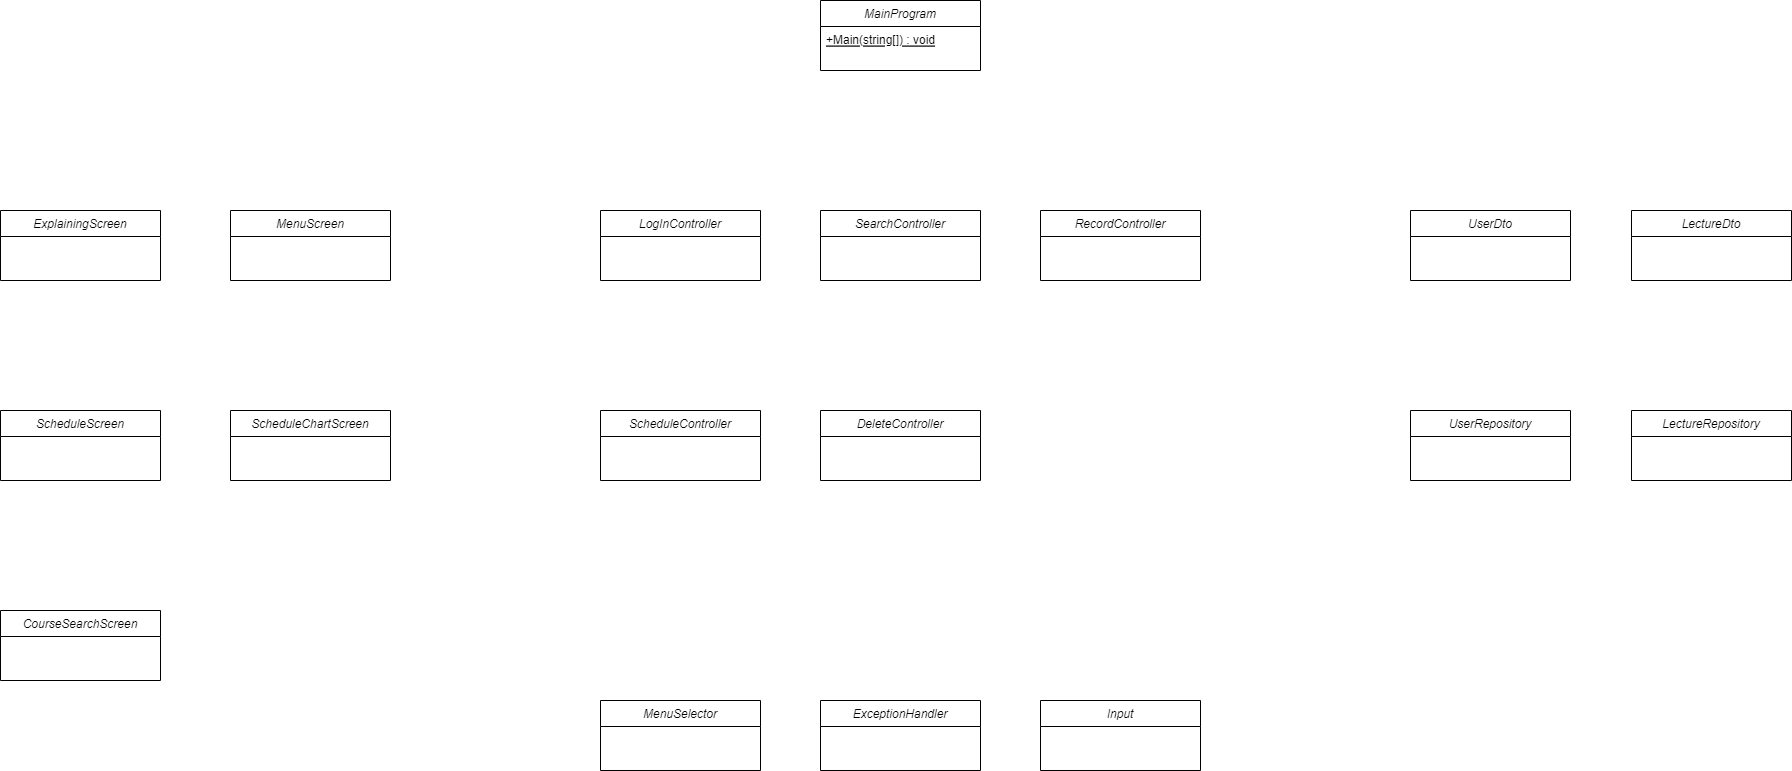 MainProgram
+Main(string[]) : void
ExplainingScreen
MenuScreen
LogInController
SearchController
RecordController
UserDto
LectureDto
ScheduleScreen
ScheduleChartScreen
ScheduleController
DeleteController
UserRepository
LectureRepository
CourseSearchScreen
MenuSelector
ExceptionHandler
Input